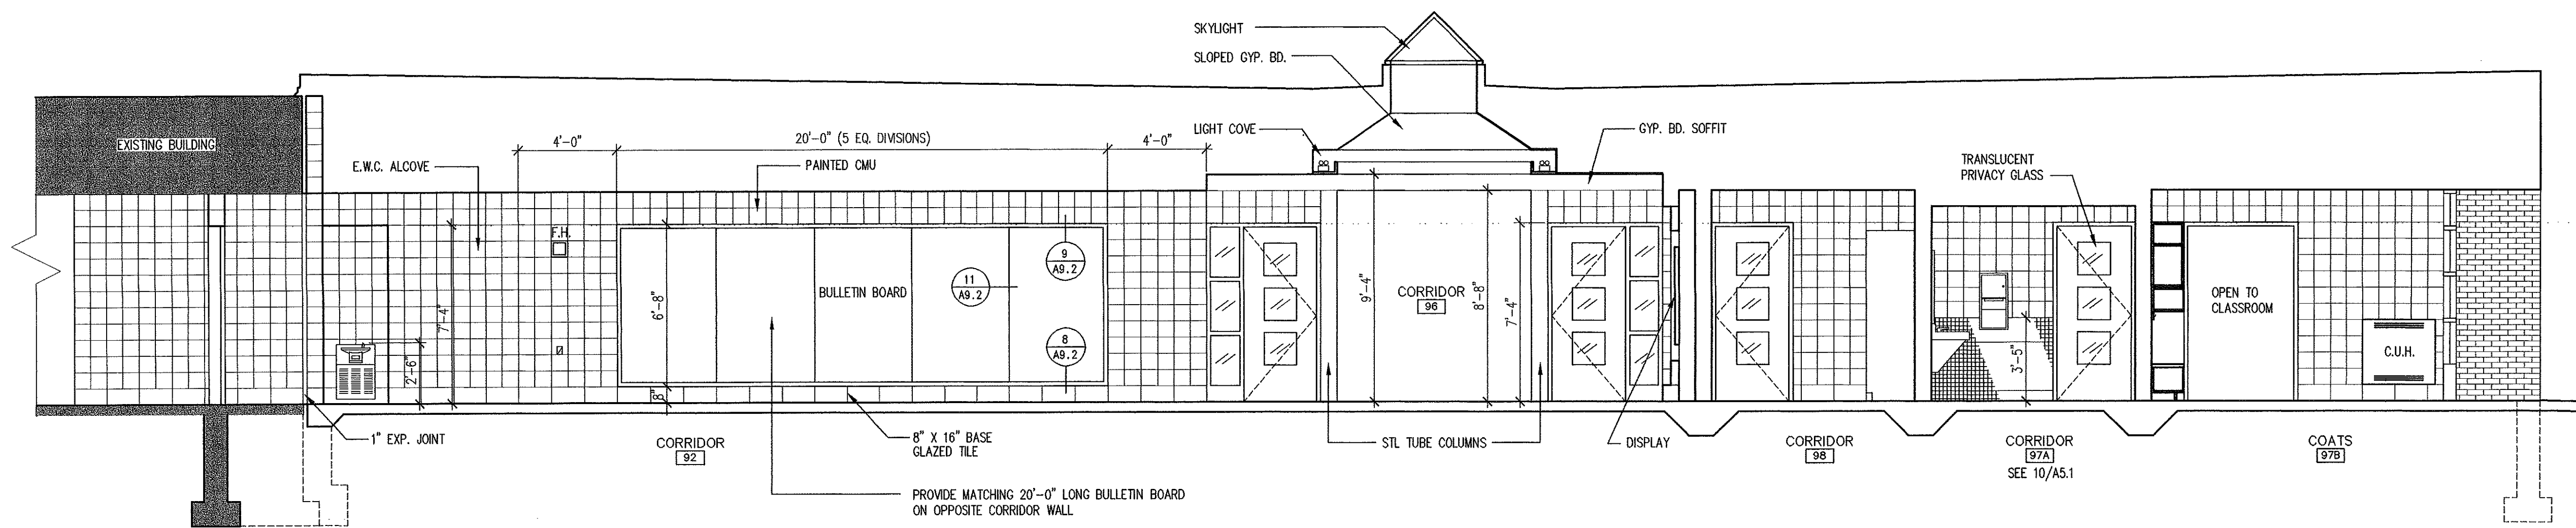 SKYLIGHT
SLOPED GYP. BD.
EXISTING BUILDING
4'-0"
20'-0" (5 EQ. DIVISIONS)
4'-0"
LIGHT COVE
GYP. BD. SOFFIT
E.W.C. ALCOVE
PAINTED CMU
TRANSLUCENT
PRIVACY GLASS
F.H.
9
A9.2
11
A9.2
BULLETIN BOARD
7'-4"
6'-8"
9'-4"
CORRIDOR
96
8'-8"
7'-4"
OPEN TO
CLASSROOM
8
A9.2
C.U.H.
2'-6"
3'-5"
8"
1" EXP. JOINT
CORRIDOR
92
8" X 16" BASE
GLAZED TILE
STL TUBE COLUMNS
DISPLAY
CORRIDOR
98
CORRIDOR
97A
SEE 10/A5.1
COATS
97B
PROVIDE MATCHING 20'-0" LONG BULLETIN BOARD
ON OPPOSITE CORRIDOR WALL